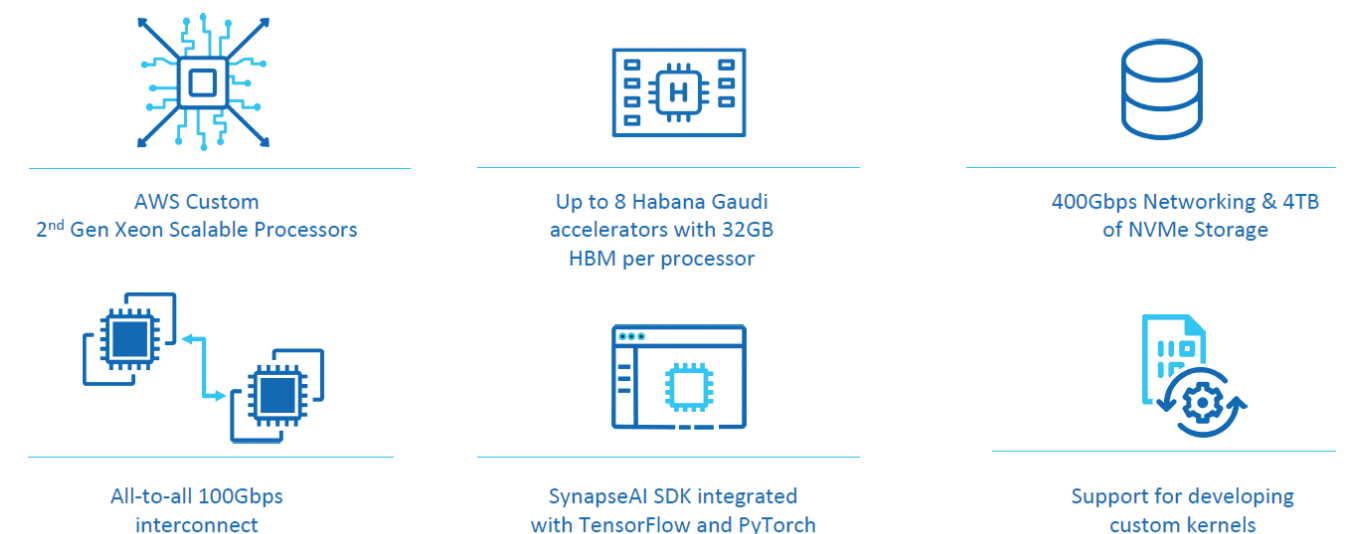 H
AWS Custom
2nd Gen Xeon Scalable Processors
Up to 8 Habana Gaudi
accelerators with 32GB
HBM per processor
400Gbps Networking & 4TB
of NVMe Storage
All-to-all 100Gbps
interconnect
SynapseAI SDK integrated
with TensorFlow and PyTorch
Support for developing
custom kernels